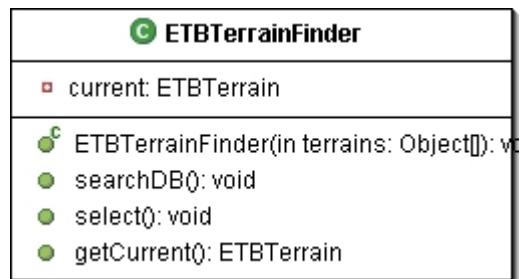 C ETBTerrainFinder
current: ETBTerrain
C ETBTerrainFinder(in terrains: Object[]): vo
searchDB(): void
select(): void
getCurrent(): ETBTerrain